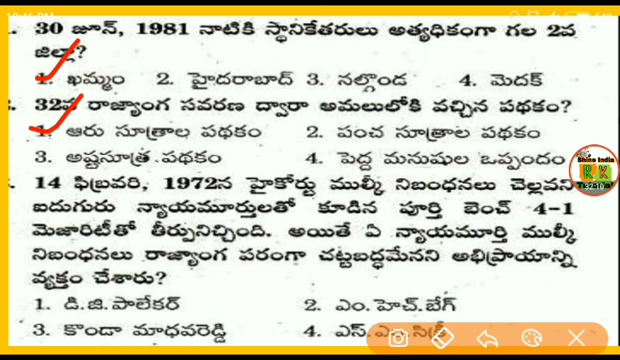 30 జూన్, 1981 నాటికి స్థానికేతరులు అత్యధికంగా గల 2వ
జిల్లా?
1. ఖమ్మం 2. హైదరాబాద్ 3. నల్గొండ 4. మెదక్
32వ రాజ్యాంగ సవరణ ద్వారా అమలులోకి వచ్చిన పథకం?
1. ఆరు సూత్రాల పథకం 2. పంచ సూత్రాల పథకం
3. అష్టసూత్ర పథకం 4. పెద్ద మనుషుల ఒప్పందం
Shine India
R K
14 ఫిబ్రవరి, 1972న హైకోర్టు ముల్కీ నిబంధనలు చెల్లవని
ఐదుగురు న్యాయమూర్తులతో కూడిన పూర్తి బెంచ్ 4-1
మెజారిటీతో తీర్పునిచ్చింది. అయితే ఏ న్యాయమూర్తి ముల్కీ
నిబంధనలు రాజ్యాంగ పరంగా చట్టబద్ధమేనని అభిప్రాయాన్ని
వ్యక్తం చేశారు?
1. డి.జి.పాలేకర్ 2. ఎం.హెచ్.బేగ్
3. కొండా మాధవరెడ్డి 4. ఎస్.